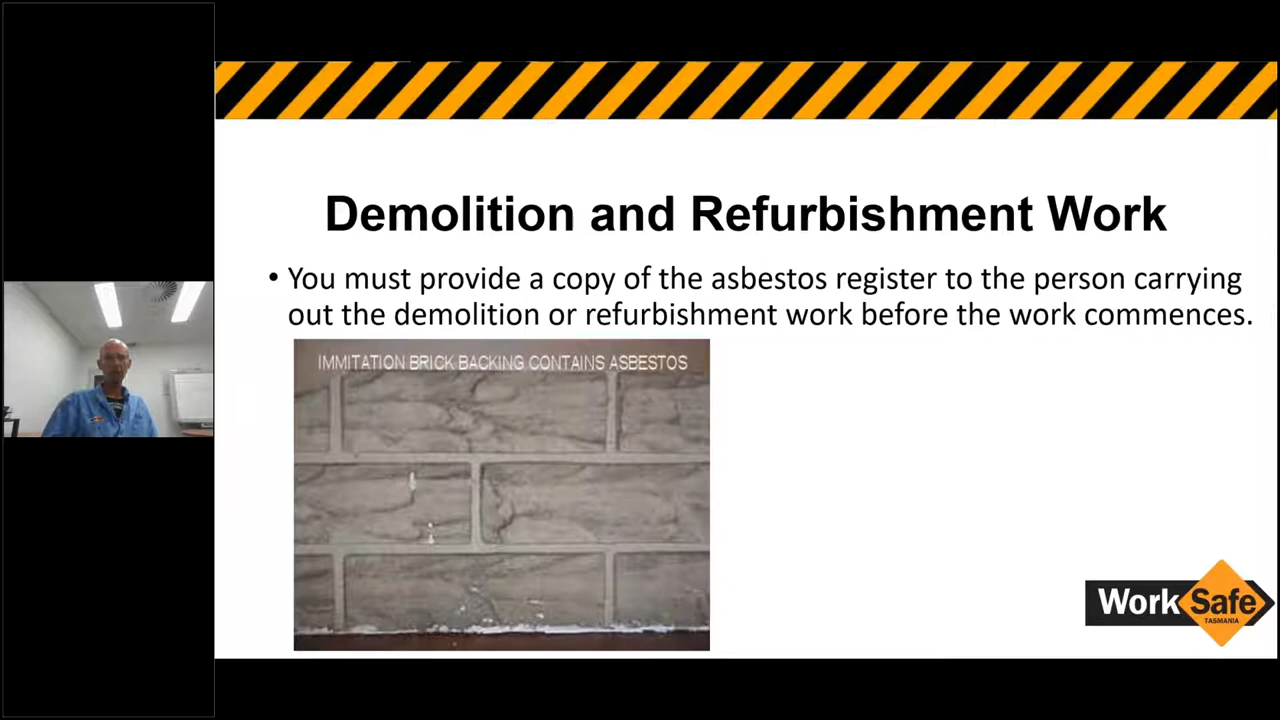 Demolition and Refurbishment Work
• You must provide a copy of the asbestos register to the person carrying
out the demolition or refurbishment work before the work commences.
IMMITATION BRICK BACKING CONTAINS ASBESTOS
WorkSafe
TASMANIA